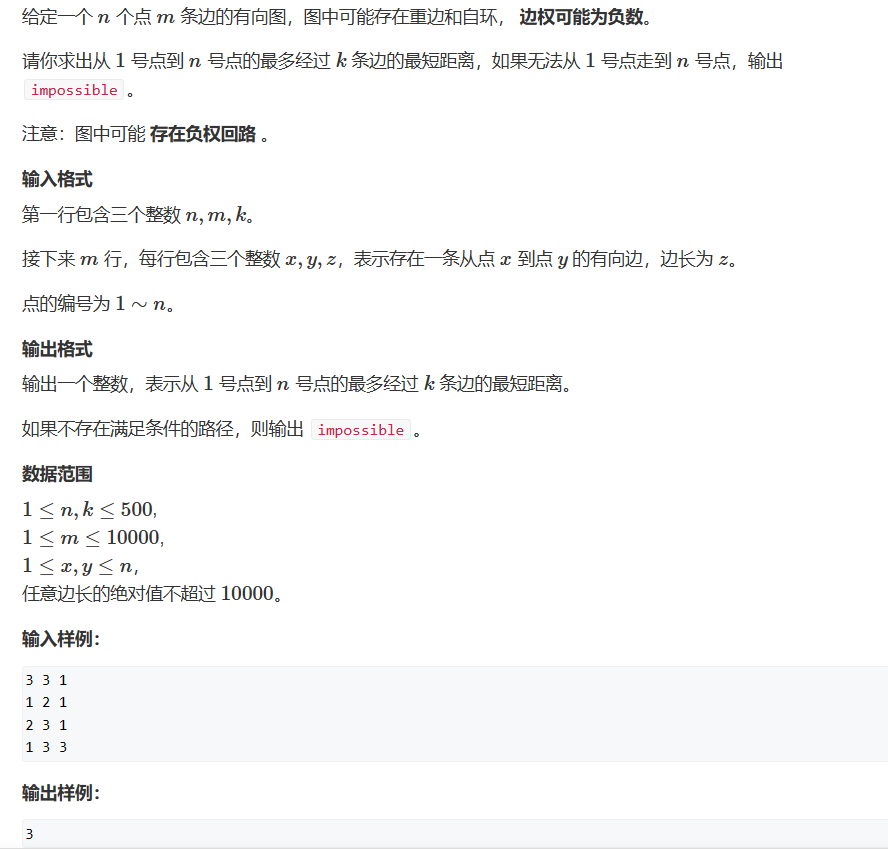 给定一个 n 个点 m 条边的有向图，图中可能存在重边和自环， 边权可能为负数。
请你求出从 1 号点到 n 号点的最多经过 k 条边的最短距离，如果无法从 1 号点走到 n 号点，输出
impossible 。
注意：图中可能 存在负权回路 。
输入格式
第一行包含三个整数 n, m, k。
接下来 m 行，每行包含三个整数 x, y, z，表示存在一条从点 x 到点 y 的有向边，边长为 z。
点的编号为 1 ∼ n。
输出格式
输出一个整数，表示从 1 号点到 n 号点的最多经过 k 条边的最短距离。
如果不存在满足条件的路径，则输出 impossible 。
数据范围
1 ≤ n, k ≤ 500,
1 ≤ m ≤ 10000,
1 ≤ x, y ≤ n,
任意边长的绝对值不超过 10000。
输入样例：
3 3 1
1 2 1
2 3 1
1 3 3
输出样例：
3